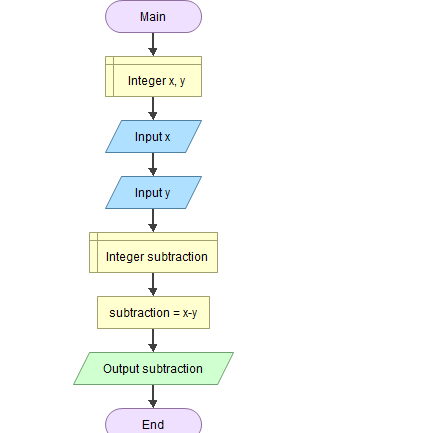 Main
Integer x, y
Input x
Input y
Integer subtraction
subtraction = x-y
Output subtraction
End